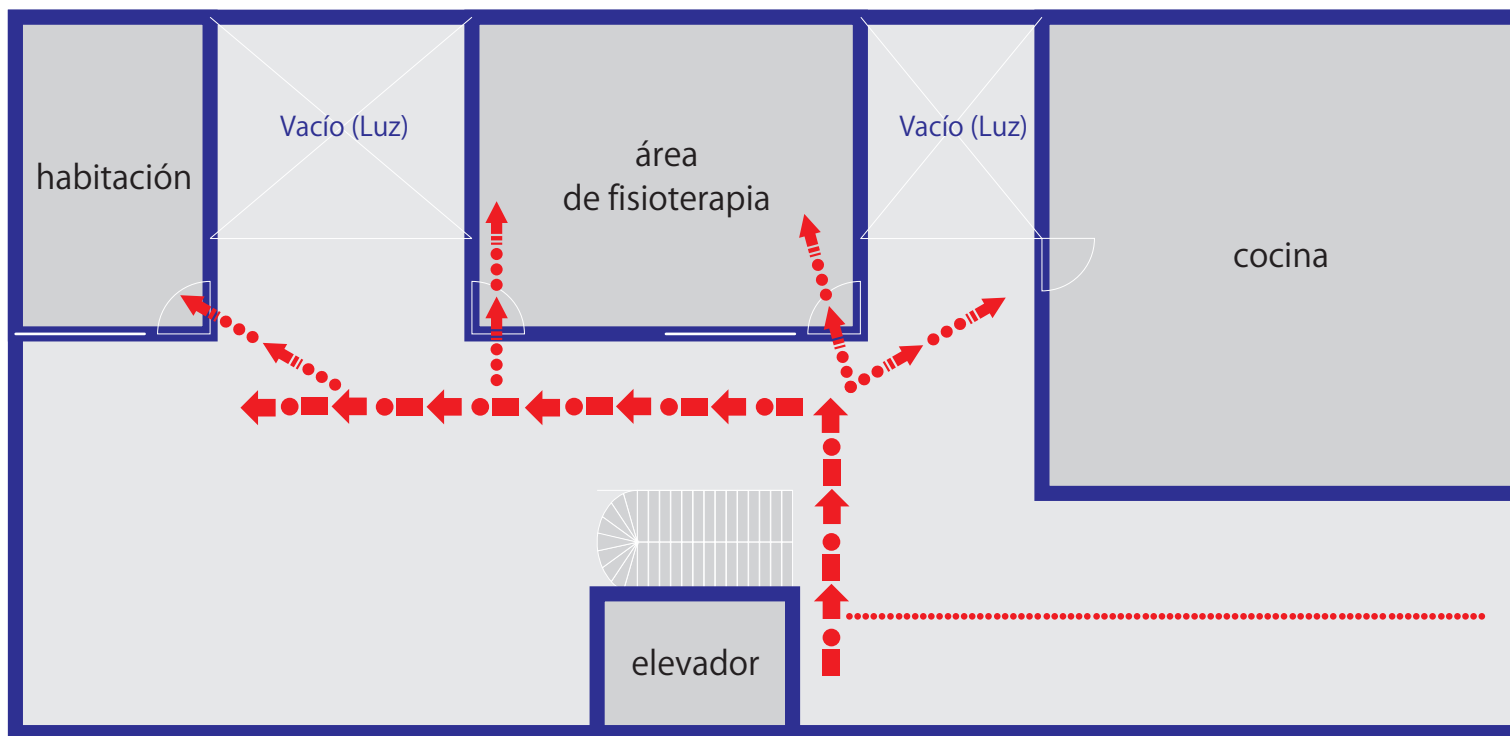 habitación
Vacío (Luz)
área
de fisioterapia
Vacío (Luz)
cocina
elevador